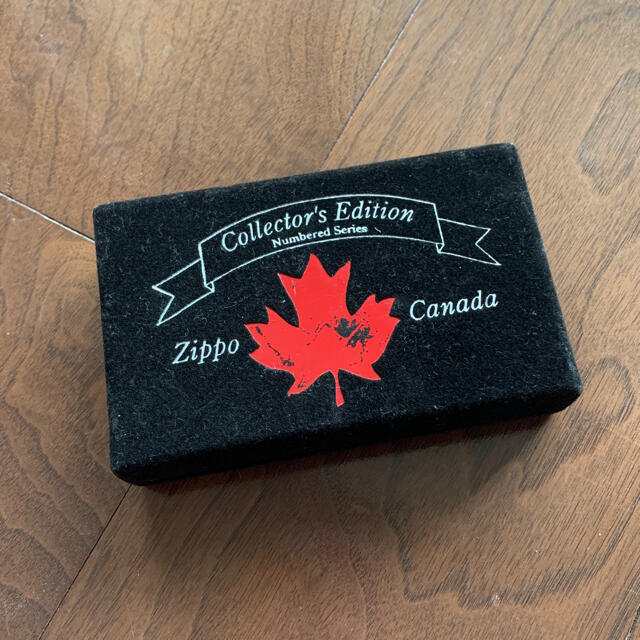 Collector's Edition
Numbered Series
Zippo Canada